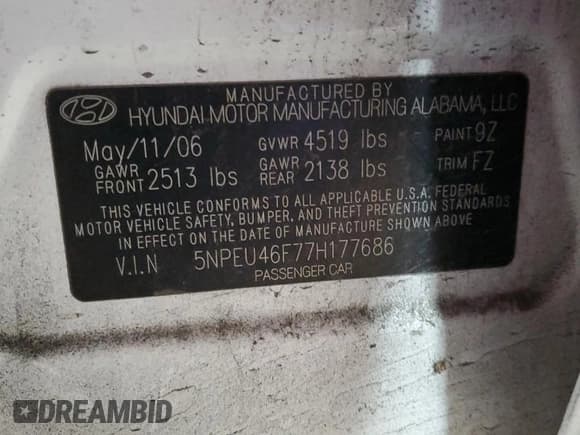 MANUFACTURED BY
HYUNDAI MOTOR MANUFACTURING ALABAMA, LLC
May/11/06 GVWR 4519 lbs PAINT 9Z
GAWR FRONT 2513 lbs GAWR REAR 2138 lbs TRIM FZ
THIS VEHICLE CONFORMS TO ALL APPLICABLE U.S.A. FEDERAL
MOTOR VEHICLE SAFETY, BUMPER, AND THEFT PREVENTION STANDARDS
IN EFFECT ON THE DATE OF MANUFACTURE SHOWN ABOVE
V.I.N 5NPEU46F77H177686
PASSENGER CAR
DREAMBID